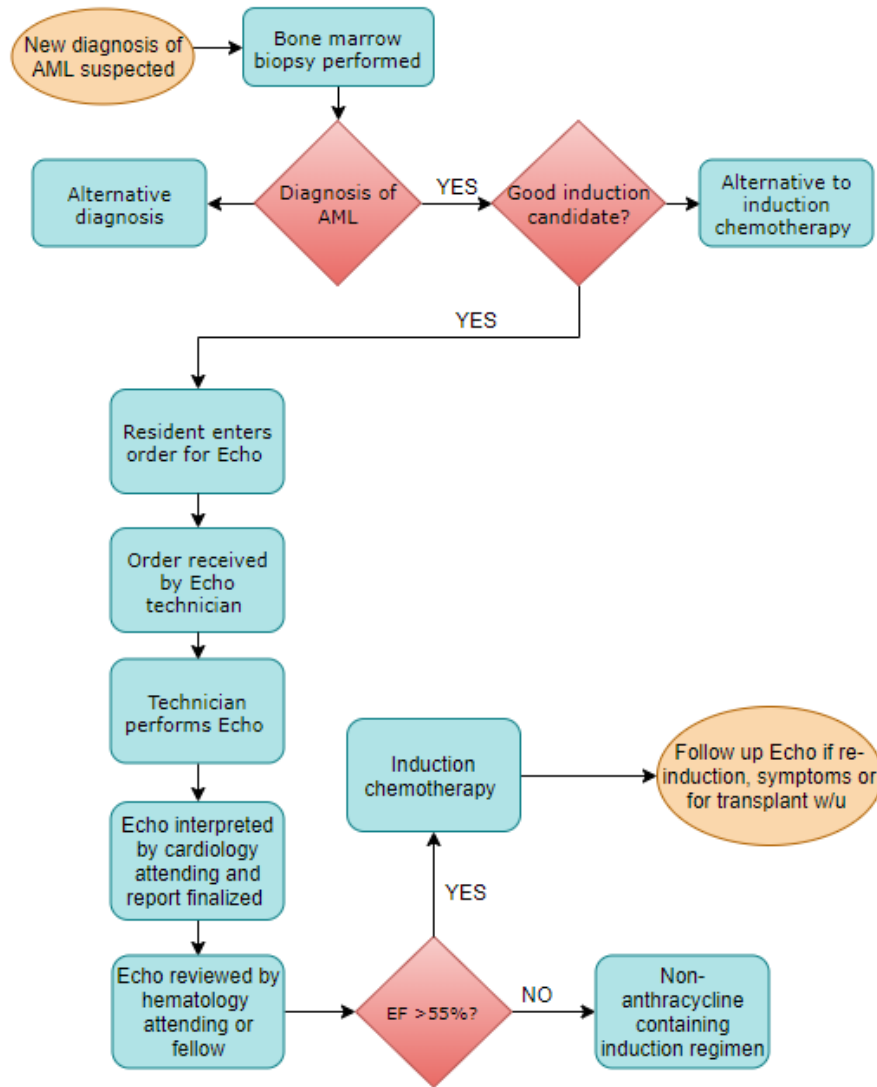 New diagnosis of
AML suspected
Bone marrow
biopsy performed
Alternative
diagnosis
Diagnosis of
AML
YES
Good induction
candidate?
Alternative to
induction
chemotherapy
YES
Resident enters
order for Echo
Order received
by Echo
technician
Technician
performs Echo
Echo interpreted
by cardiology
attending and
report finalized
Echo reviewed by
hematology
attending or
fellow
EF >55%?
YES
Induction
chemotherapy
Follow up Echo if re-
induction, symptoms or
for transplant w/u
NO
Non-
anthracycline
containing
induction regimen